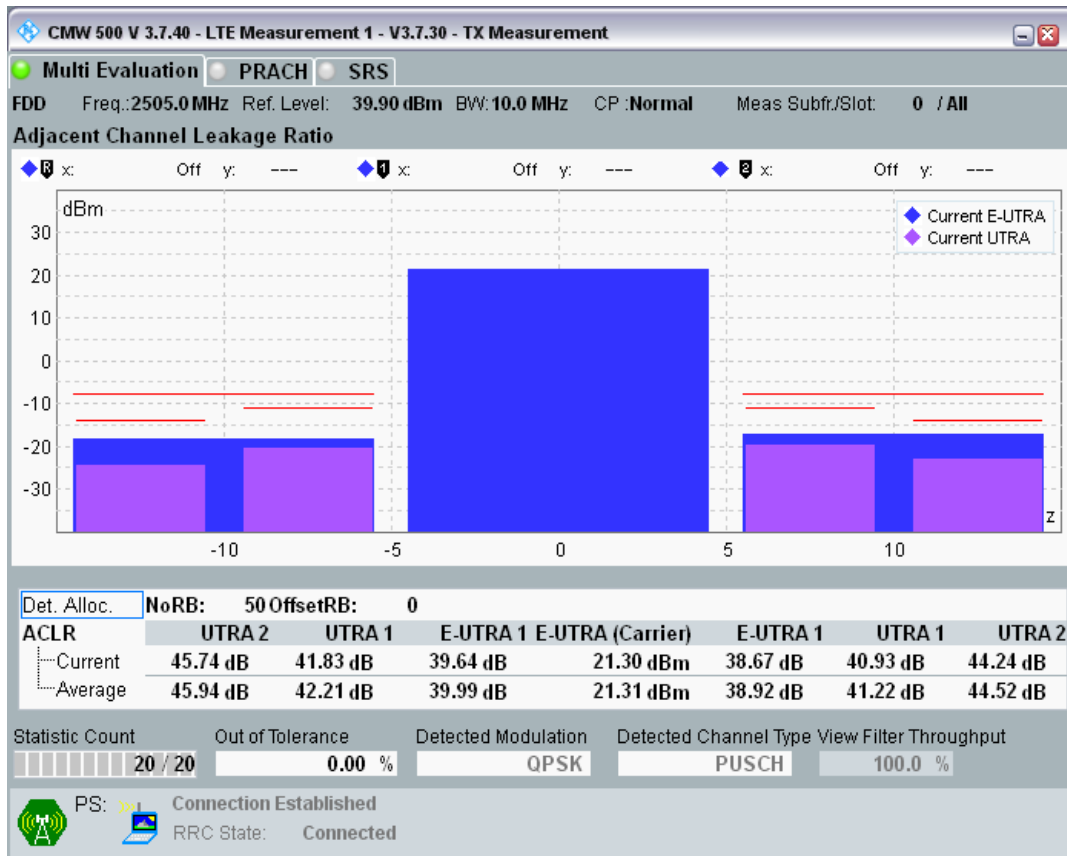 CMW 500 V 3.7.40 - LTE Measurement 1 - V3.7.30 - TX Measurement
Multi Evaluation PRACH SRS
FDD Freq.:2505.0 MHz Ref. Level: 39.90 dBm BW:10.0 MHz CP :Normal Meas Subfr./Slot: 0 / All
Adjacent Channel Leakage Ratio
R x: Off y: --- 1 x: Off y: --- 2 x: Off y: ---
dBm
Current E-UTRA
Current UTRA
30
20
10
0
-10
-20
-30
z
-10 -5 0 5 10
Det. Alloc. NoRB: 50 OffsetRB: 0
ACLR UTRA 2 UTRA 1 E-UTRA 1 E-UTRA (Carrier) E-UTRA 1 UTRA 1 UTRA 2
Current 45.74 dB 41.83 dB 39.64 dB 21.30 dBm 38.67 dB 40.93 dB 44.24 dB
Average 45.94 dB 42.21 dB 39.99 dB 21.31 dBm 38.92 dB 41.22 dB 44.52 dB
Statistic Count Out of Tolerance Detected Modulation Detected Channel Type View Filter Throughput
20 / 20 0.00 % QPSK PUSCH 100.0 %
PS: Connection Established
RRC State: Connected